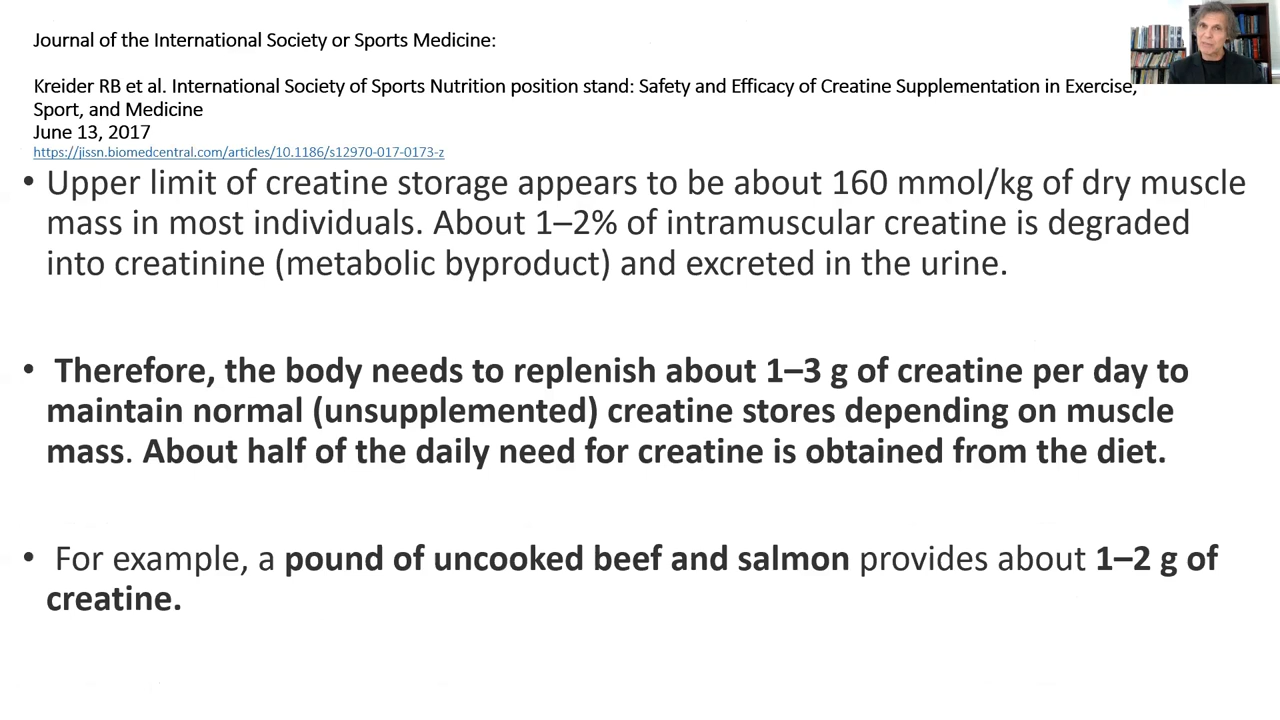 Journal of the International Society or Sports Medicine:
Kreider RB et al. International Society of Sports Nutrition position stand: Safety and Efficacy of Creatine Supplementation in Exercise,
Sport, and Medicine
June 13, 2017
https://jissn.biomedcentral.com/articles/10.1186/s12970-017-0173-z
• Upper limit of creatine storage appears to be about 160 mmol/kg of dry muscle
mass in most individuals. About 1–2% of intramuscular creatine is degraded
into creatinine (metabolic byproduct) and excreted in the urine.
• Therefore, the body needs to replenish about 1–3 g of creatine per day to
maintain normal (unsupplemented) creatine stores depending on muscle
mass. About half of the daily need for creatine is obtained from the diet.
• For example, a pound of uncooked beef and salmon provides about 1–2 g of
creatine.